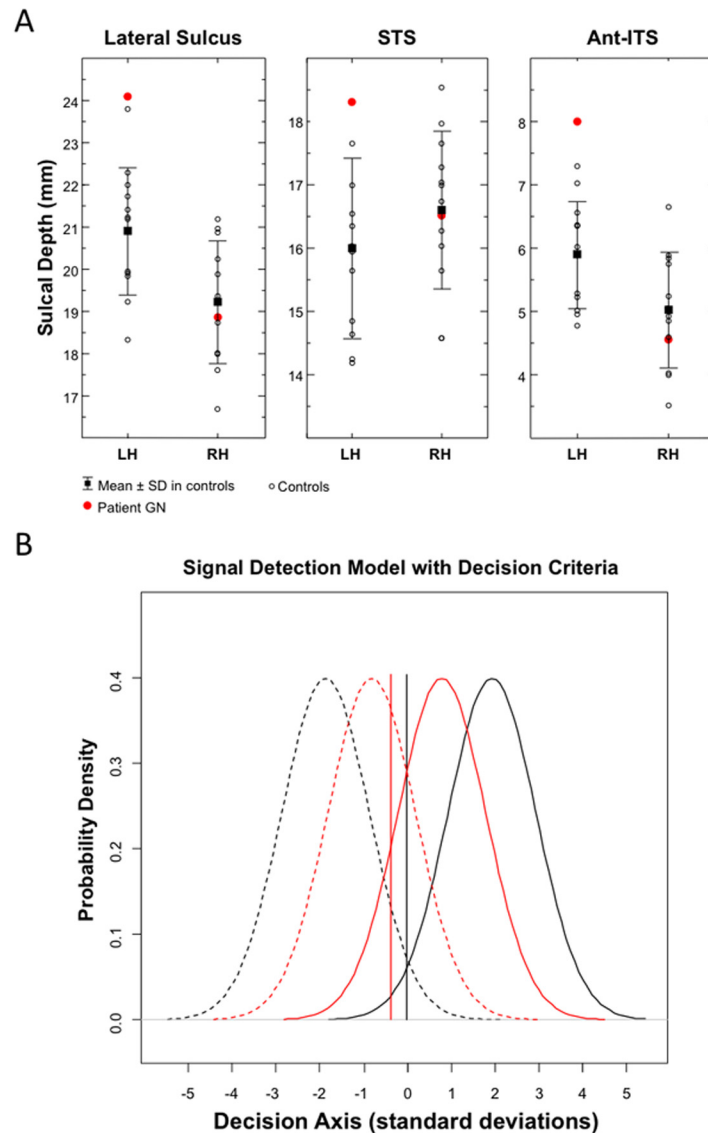 A
Lateral Sulcus STS Ant-ITS
Sulcal Depth (mm)
24
23
22
21
20
19
18
17
18
17
16
15
14
8
7
6
5
4
LH RH LH RH LH RH
Mean ± SD in controls Controls
Patient GN
B
Signal Detection Model with Decision Criteria
Probability Density
0.4
0.3
0.2
0.1
0.0
-5 -4 -3 -2 -1 0 1 2 3 4 5
Decision Axis (standard deviations)